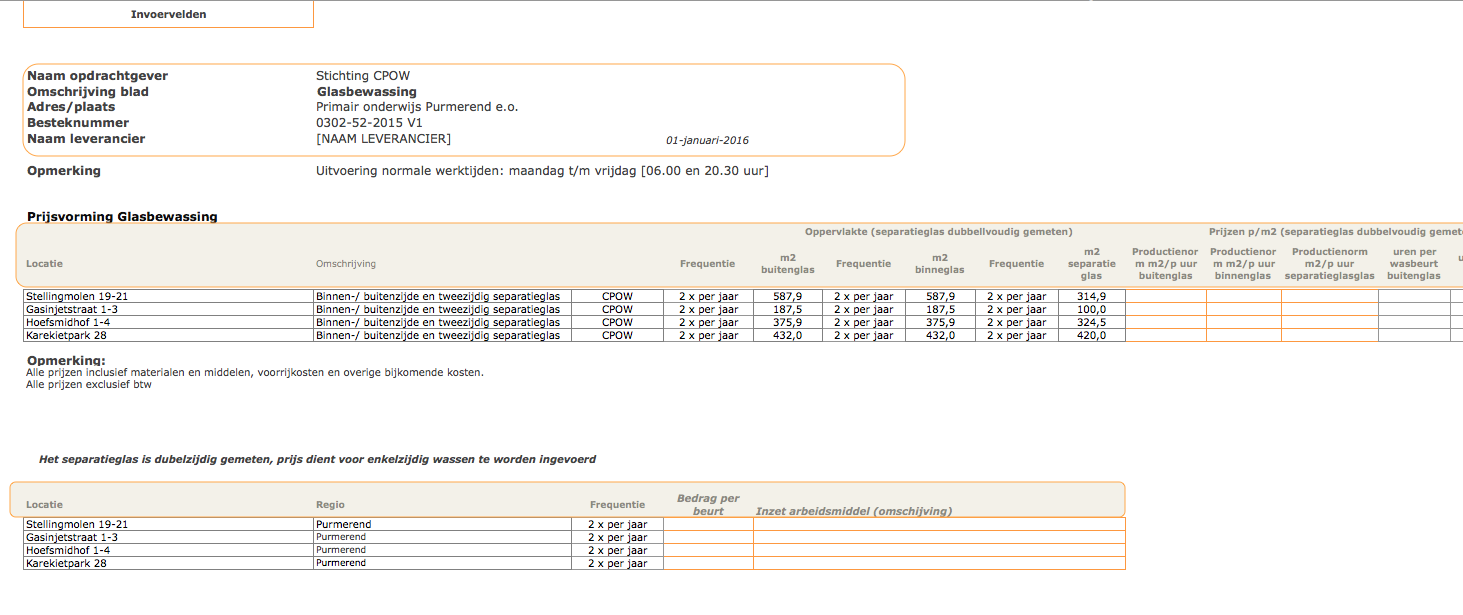 Invoervelden
Naam opdrachtgever Stichting CPOW
Omschrijving blad Glasbewassing
Adres/plaats Primair onderwijs Purmerend e.o.
Besteknummer 0302-52-2015 V1
Naam leverancier [NAAM LEVERANCIER] 01-januari-2016
Opmerking Uitvoering normale werktijden: maandag t/m vrijdag [06.00 en 20.30 uur]
Prijsvorming Glasbewassing
Oppervlakte (separatieglas dubbellvoudig gemeten) Prijzen p/m2 (separatieglas dubbelvoudig gemete
Locatie Omschrijving Frequentie m2 buitenglas Frequentie m2 binneglas Frequentie m2 separatie glas Productienor m m2/p uur buitenglas Productienor m m2/p uur binnenglas Productienorm m2/p uur separatieglasglas uren per wasbeurt buitenglas u
Stellingmolen 19-21 Binnen-/ buitenzijde en tweezijdig separatieglas CPOW 2 x per jaar 587,9 2 x per jaar 587,9 2 x per jaar 314,9
Gasinjetstraat 1-3 Binnen-/ buitenzijde en tweezijdig separatieglas CPOW 2 x per jaar 187,5 2 x per jaar 187,5 2 x per jaar 100,0
Hoefsmidhof 1-4 Binnen-/ buitenzijde en tweezijdig separatieglas CPOW 2 x per jaar 375,9 2 x per jaar 375,9 2 x per jaar 324,5
Karekietpark 28 Binnen-/ buitenzijde en tweezijdig separatieglas CPOW 2 x per jaar 432,0 2 x per jaar 432,0 2 x per jaar 420,0
Opmerking:
Alle prijzen inclusief materialen en middelen, voorrijkosten en overige bijkomende kosten.
Alle prijzen exclusief btw
Het separatieglas is dubelzijdig gemeten, prijs dient voor enkelzijdig wassen te worden ingevoerd
Locatie Regio Frequentie Bedrag per beurt Inzet arbeidsmiddel (omschijving)
Stellingmolen 19-21 Purmerend 2 x per jaar
Gasinjetstraat 1-3 Purmerend 2 x per jaar
Hoefsmidhof 1-4 Purmerend 2 x per jaar
Karekietpark 28 Purmerend 2 x per jaar